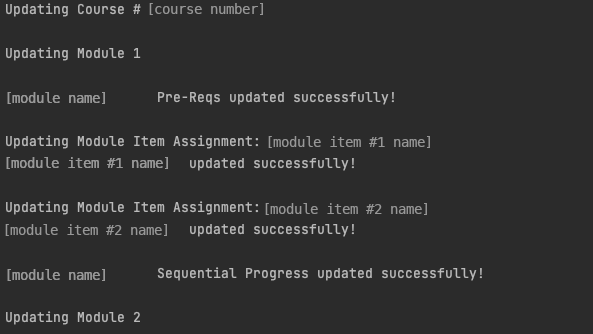 Updating Course # [course number]
Updating Module 1
[module name] Pre-Reqs updated successfully!
Updating Module Item Assignment: [module item #1 name]
[module item #1 name] updated successfully!
Updating Module Item Assignment: [module item #2 name]
[module item #2 name] updated successfully!
[module name] Sequential Progress updated successfully!
Updating Module 2